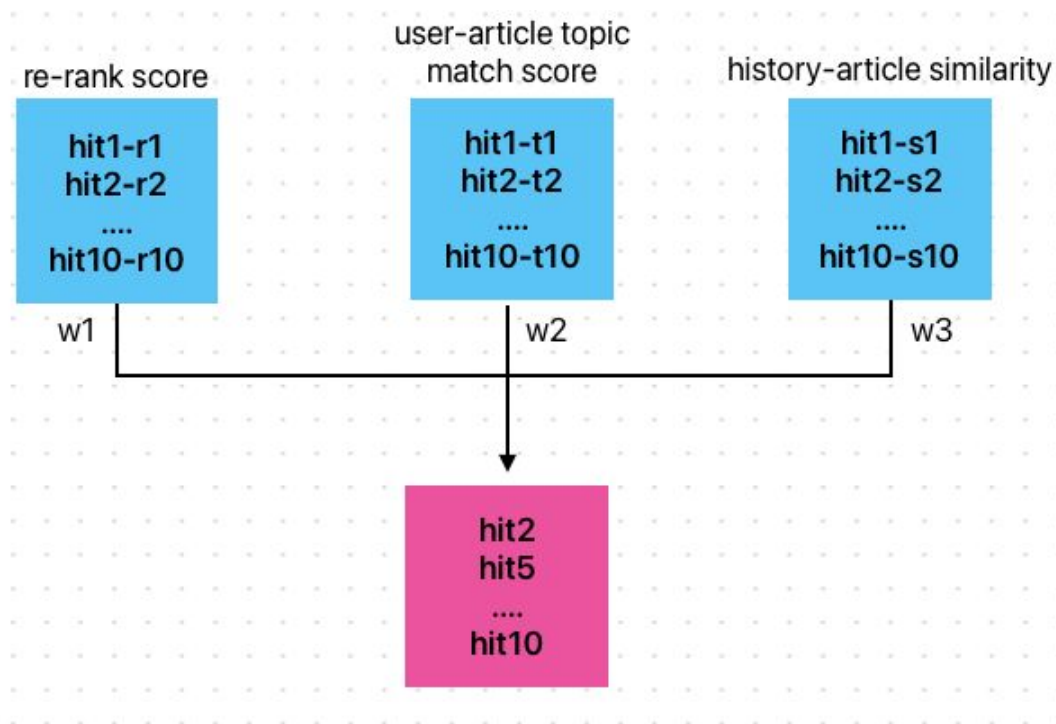 re-rank score
hit1-r1
hit2-r2
....
hit10-r10
w1
user-article topic
match score
hit1-t1
hit2-t2
....
hit10-t10
w2
history-article similarity
hit1-s1
hit2-s2
....
hit10-s10
w3
hit2
hit5
....
hit10